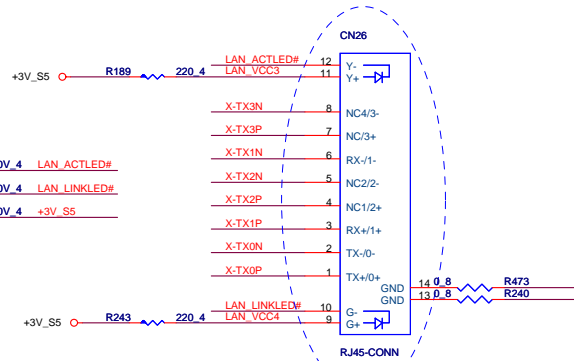 CN26
LAN_ACTLED# 12 Y-
+3V_S5 R189 220_4 LAN_VCC3 11 Y+
X-TX3N 8 NC4/3-
X-TX3P 7 NC/3+
X-TX1N 6 RX-/1-
0V_4 LAN_ACTLED#
X-TX2N 5 NC2/2-
0V_4 LAN_LINKLED#
X-TX2P 4 NC1/2+
0V_4 +3V_S5
X-TX1P 3 RX+/1+
X-TX0N 2 TX-/0-
X-TX0P 1 TX+/0+
GND 14 0_8 R473
GND 13 0_8 R240
LAN_LINKLED# 10 G-
+3V_S5 R243 220_4 LAN_VCC4 9 G+
RJ45-CONN